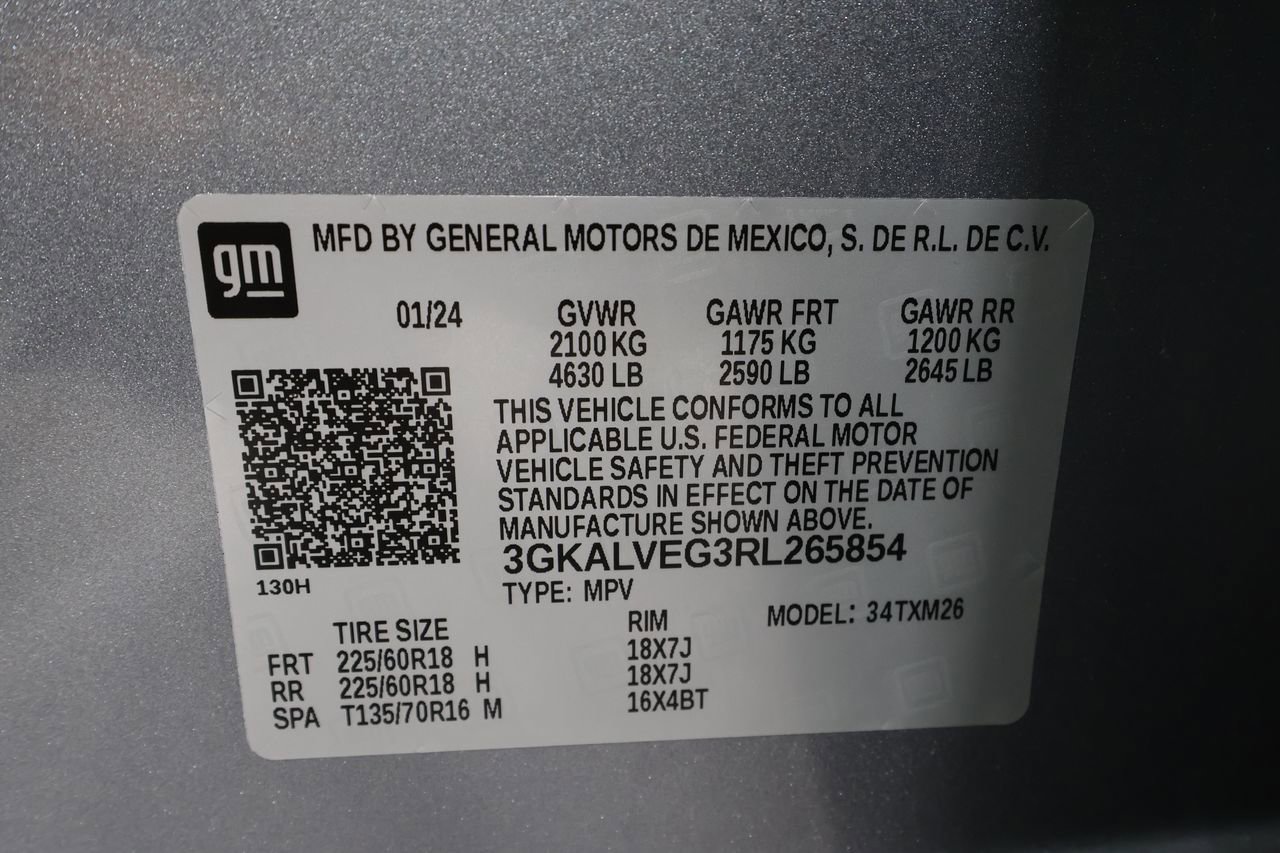 gm MFD BY GENERAL MOTORS DE MEXICO, S. DE R.L. DE C.V.
01/24 GVWR GAWR FRT GAWR RR
2100 KG 1175 KG 1200 KG
4630 LB 2590 LB 2645 LB
THIS VEHICLE CONFORMS TO ALL
APPLICABLE U.S. FEDERAL MOTOR
VEHICLE SAFETY AND THEFT PREVENTION
STANDARDS IN EFFECT ON THE DATE OF
MANUFACTURE SHOWN ABOVE.
3GKALVEG3RL265854
130H
TYPE: MPV
MODEL: 34TXM26
TIRE SIZE RIM
FRT 225/60R18 H 18X7J
RR 225/60R18 H 18X7J
SPA T135/70R16 M 16X4BT